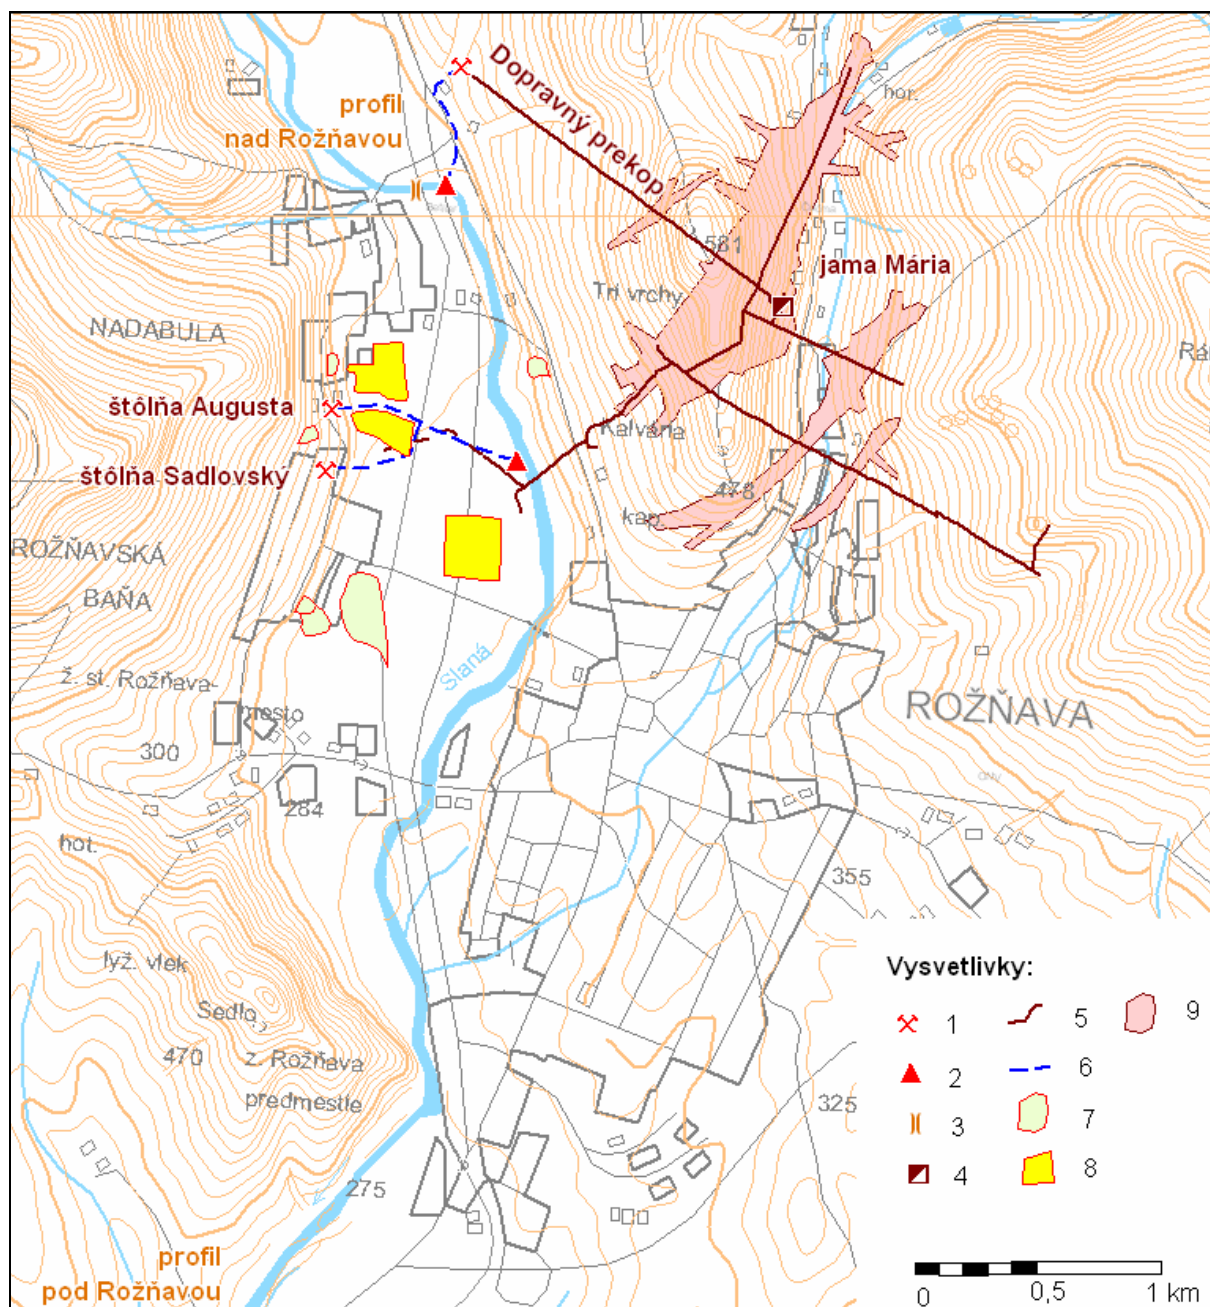 Dopravný prekop
profil
nad Rožňavou
hor.
581
jama Mária
Tri vrchy
NADABULA
Rá
štôlňa Augusta
Kalvária
štôlňa Sadlovský
478
kap.
ROŽŇAVSKÁ
BAŇA
Slaná
ž. st. Rožňava-
mesto
ROŽŇAVA
300
284
hot.
355
lyž. vlek
Sedlo
470
z. Rožňava
predmestie
325
275
profil
pod Rožňavou
Vysvetlivky:
1 5 9
2 6
3 7
4 8
0 0,5 1 km